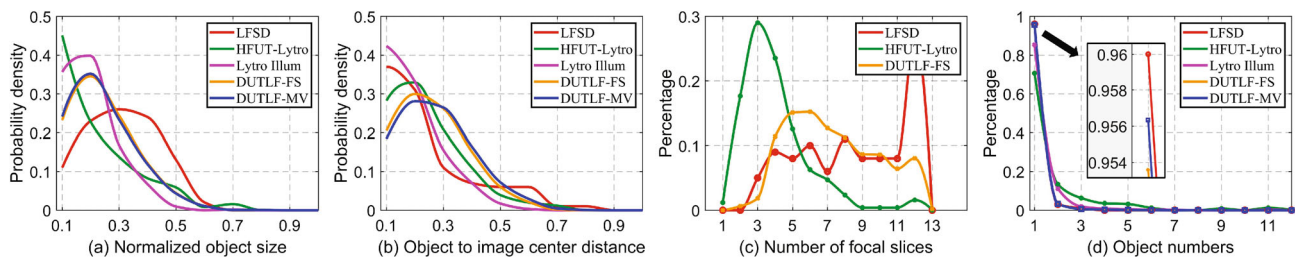 Probability density
0.5
0.4
0.3
0.2
0.1
0
0.1 0.3 0.5 0.7 0.9
LFSD
HFUT-Lytro
Lytro Illum
DUTLF-FS
DUTLF-MV
(a) Normalized object size
Probability density
0.5
0.4
0.3
0.2
0.1
0
0.1 0.3 0.5 0.7 0.9
LFSD
HFUT-Lytro
Lytro Illum
DUTLF-FS
DUTLF-MV
(b) Object to image center distance
Percentage
0.3
0.2
0.1
0
1 3 5 7 9 11 13
LFSD
HFUT-Lytro
DUTLF-FS
(c) Number of focal slices
Percentage
1
0.8
0.6
0.4
0.2
0
1 3 5 7 9 11
0.96
0.958
0.956
0.954
LFSD
HFUT-Lytro
Lytro Illum
DUTLF-FS
DUTLF-MV
(d) Object numbers